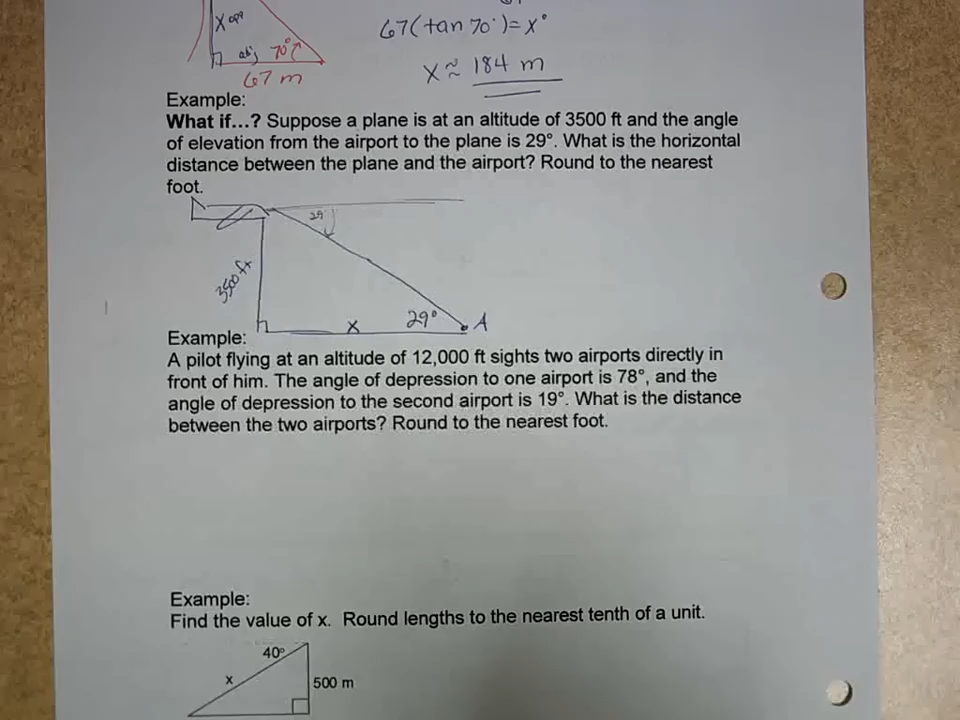 67(tan 70°)=x°
x opp
adj 70°
67 m
x ≈ 184 m
Example:
What if…? Suppose a plane is at an altitude of 3500 ft and the angle
of elevation from the airport to the plane is 29°. What is the horizontal
distance between the plane and the airport? Round to the nearest
foot.
29
3500 ft
29° A
x
Example:
A pilot flying at an altitude of 12,000 ft sights two airports directly in
front of him. The angle of depression to one airport is 78°, and the
angle of depression to the second airport is 19°. What is the distance
between the two airports? Round to the nearest foot.
Example:
Find the value of x. Round lengths to the nearest tenth of a unit.
40°
x
500 m